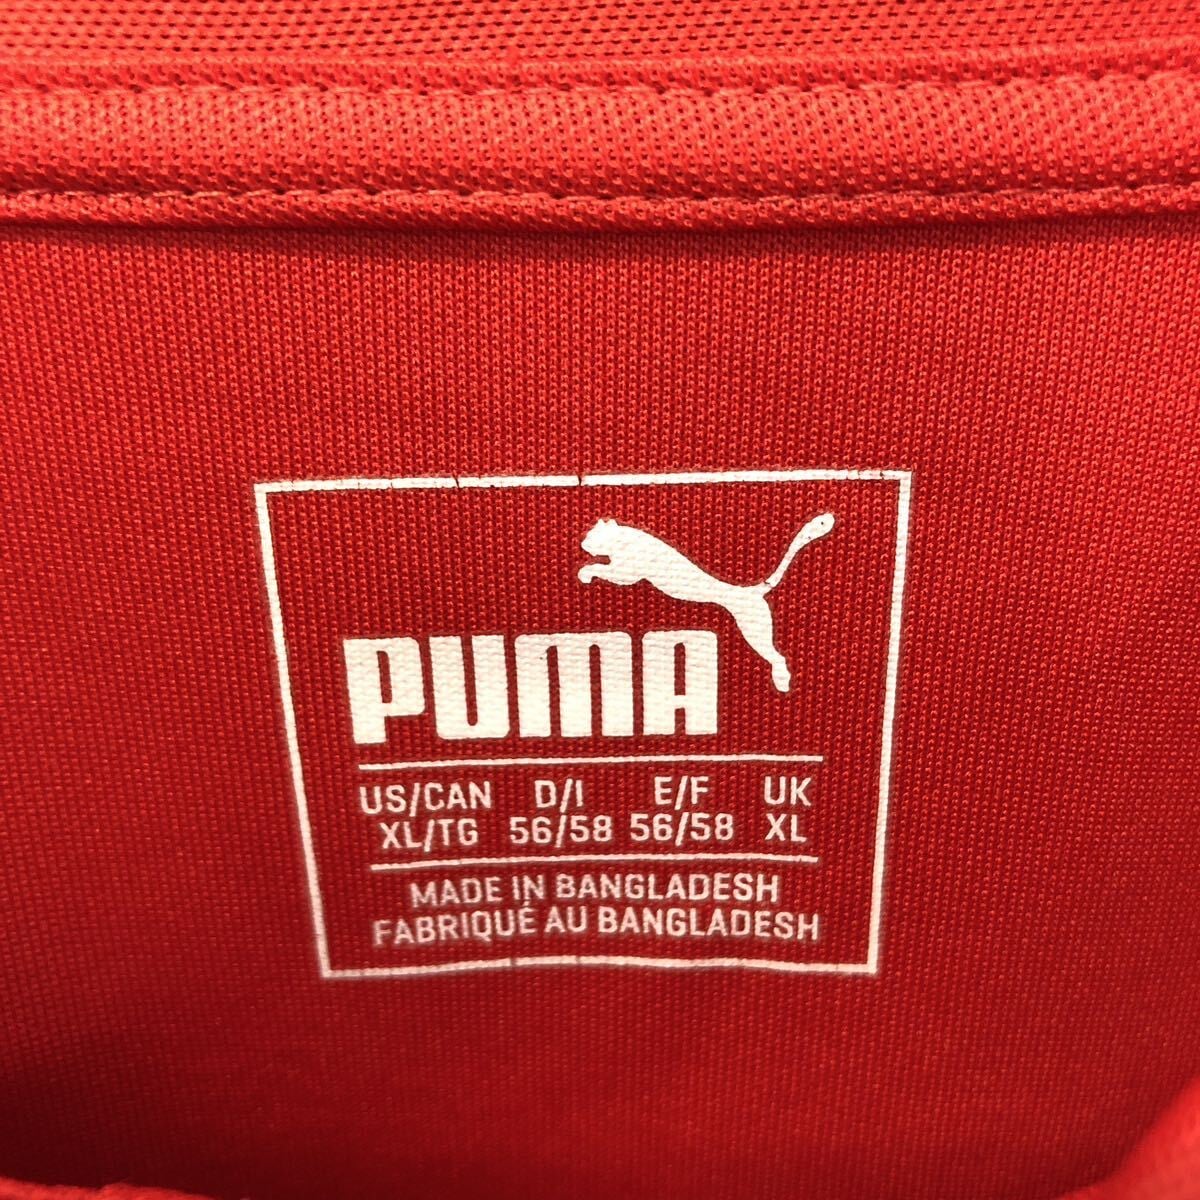 PUMA
US/CAN D/I E/F UK
XL/TG 56/58 56/58 XL
MADE IN BANGLADESH
FABRIQUÉ AU BANGLADESH